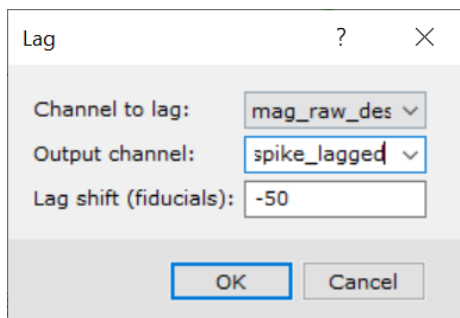 Lag ?
Channel to lag: mag_raw_des
Output channel: spike_lagged
Lag shift (fiducials): -50
OK Cancel